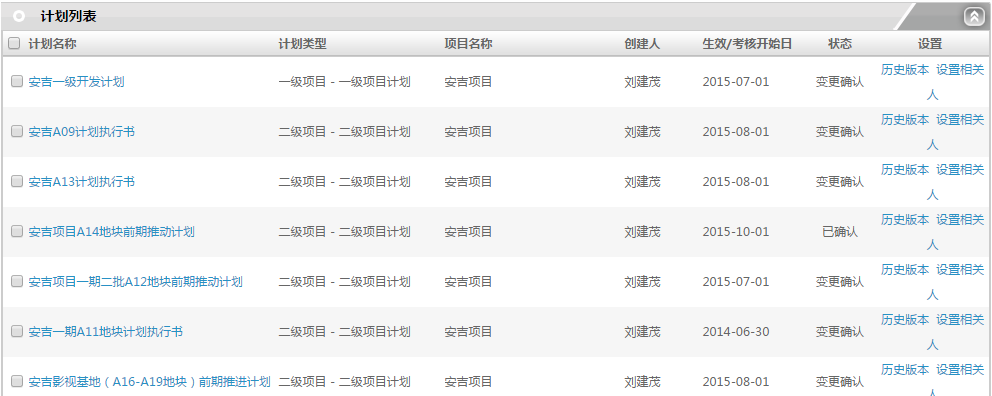 计划列表
计划名称 计划类型 项目名称 创建人 生效/考核开始日 状态 设置
安吉一级开发计划 一级项目 - 一级项目计划 安吉项目 刘建茂 2015-07-01 变更确认 历史版本 设置相关
人
安吉A09计划执行书 二级项目 - 二级项目计划 安吉项目 刘建茂 2015-08-01 变更确认 历史版本 设置相关
人
安吉A13计划执行书 二级项目 - 二级项目计划 安吉项目 刘建茂 2015-08-01 变更确认 历史版本 设置相关
人
安吉项目A14地块前期推动计划 二级项目 - 二级项目计划 安吉项目 刘建茂 2015-10-01 已确认 历史版本 设置相关
人
安吉项目一期二批A12地块前期推动计划 二级项目 - 二级项目计划 安吉项目 刘建茂 2015-07-01 变更确认 历史版本 设置相关
人
安吉一期A11地块计划执行书 二级项目 - 二级项目计划 安吉项目 刘建茂 2014-06-30 变更确认 历史版本 设置相关
人
安吉影视基地（A16-A19地块）前期推进计划 二级项目 - 二级项目计划 安吉项目 刘建茂 2015-08-01 变更确认 历史版本 设置相关
人